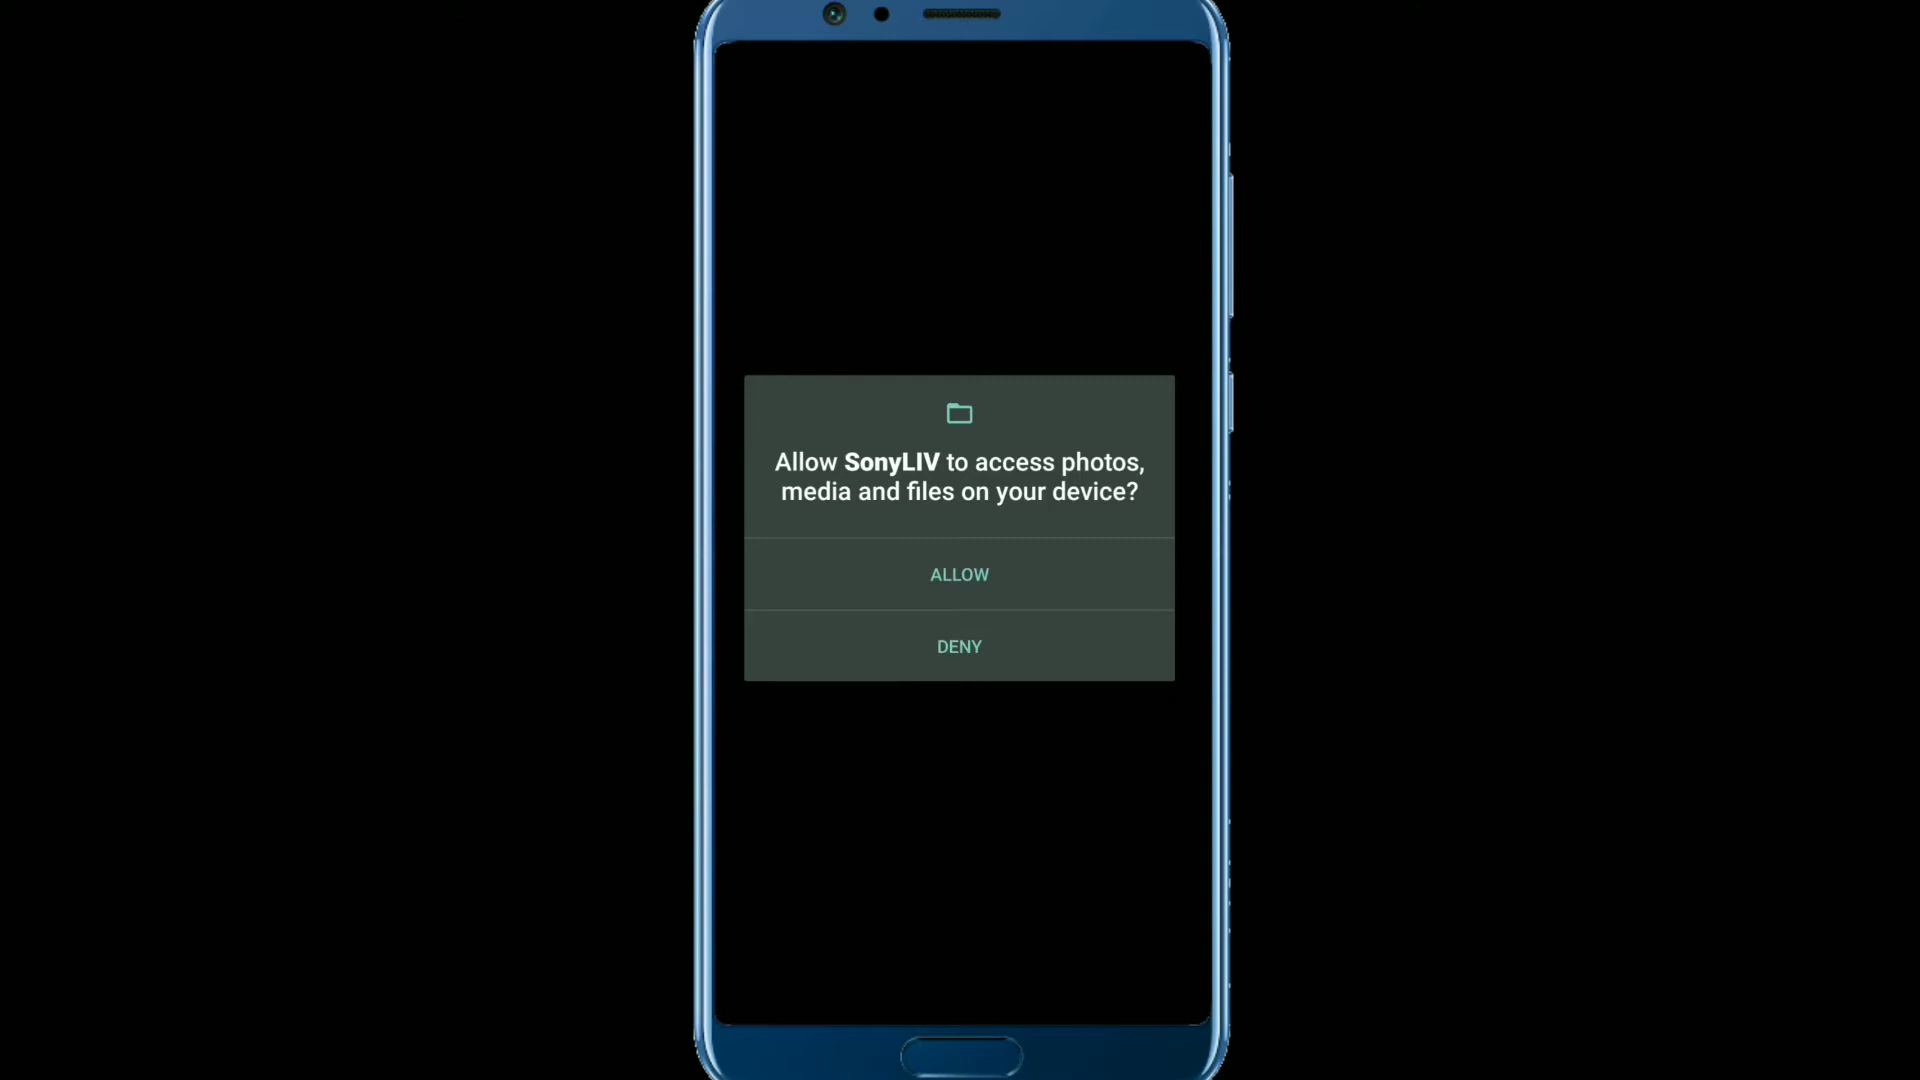 Allow SonyLIV to access photos,
media and files on your device?
ALLOW
DENY